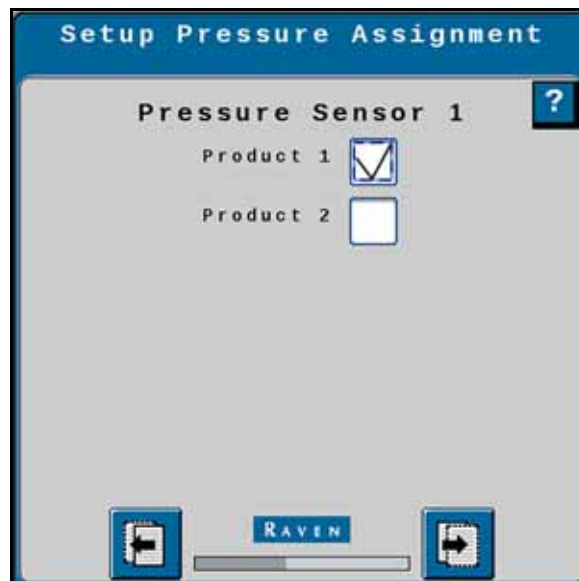 Setup Pressure Assignment
?
Pressure Sensor 1
Product 1
Product 2
RAVEN